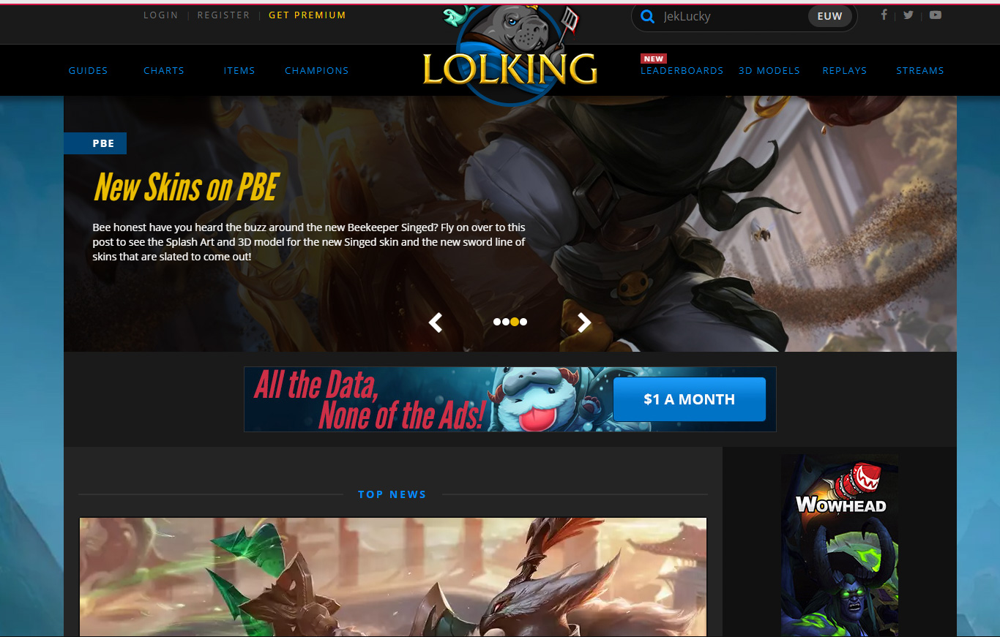 LOGIN | REGISTER | GET PREMIUM
JekLucky
EUW
GUIDES
CHARTS
ITEMS
CHAMPIONS
LOLKING
NEW
LEADERBOARDS
3D MODELS
REPLAYS
STREAMS
PBE
New Skins on PBE
Bee honest have you heard the buzz around the new Beekeeper Singed? Fly on over to this
post to see the Splash Art and 3D model for the new Singed skin and the new sword line of
skins that are slated to come out!
All the Data,
None of the Ads!
$1 A MONTH
TOP NEWS
WOWHEAD